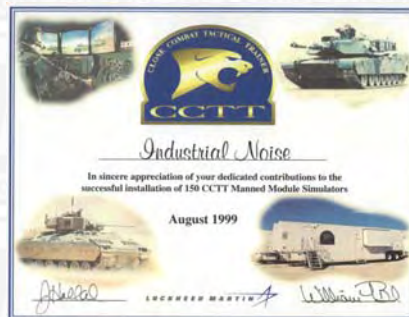 CLOSE COMBAT TACTICAL TRAINER
CCTT
Industrial Noise
In sincere appreciation of your dedicated contributions to the
successful installation of 150 CCTT Manned Module Simulators
August 1999
LOCKHEED MARTIN